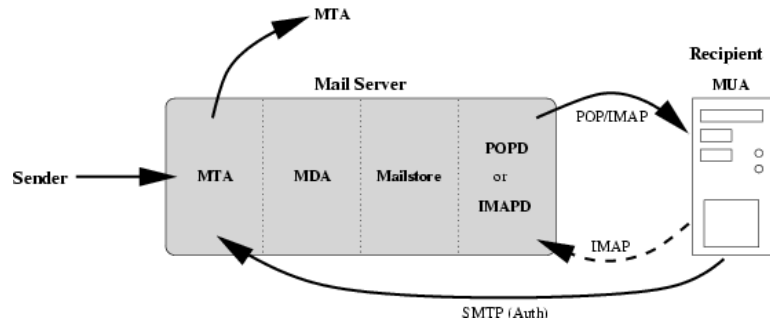 MTA
Recipient
MUA
Mail Server
POP/IMAP
Sender
MTA
MDA
Mailstore
POPD
or
IMAPD
IMAP
SMTP (Auth)